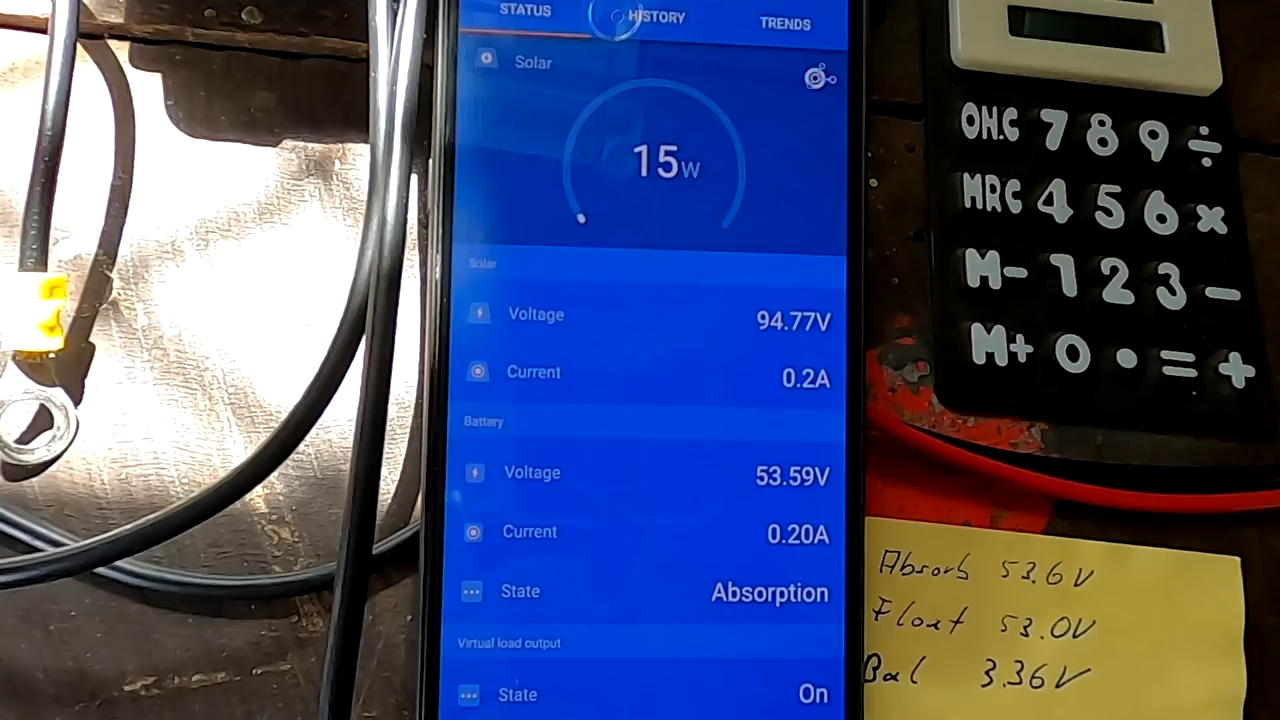 STATUS HISTORY TRENDS
Solar
15W
Solar
Voltage 94.77V
Current 0.2A
Battery
Voltage 53.59V
Current 0.20A
State Absorption
Virtual load output
State On
ON.C 7 8 9 ÷
MRC 4 5 6 ×
M- 1 2 3 -
M+ 0 • = +
Absorb 53.6V
Float 53.0V
Bal 3.36V